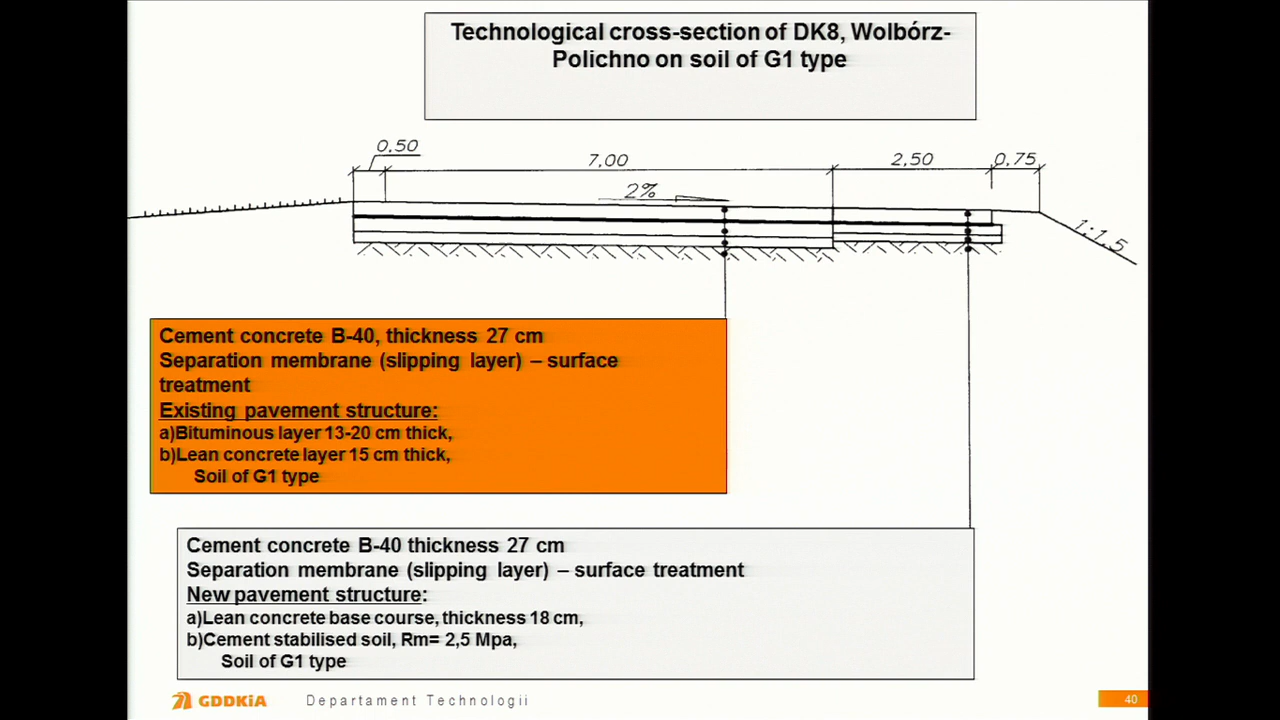 Technological cross-section of DK8, Wolbórz-
Polichno on soil of G1 type
0,50
7,00
2,50
0,75
2%
1:1,5
Cement concrete B-40, thickness 27 cm
Separation membrane (slipping layer) – surface
treatment
Existing pavement structure:
a)Bituminous layer 13-20 cm thick,
b)Lean concrete layer 15 cm thick,
Soil of G1 type
Cement concrete B-40 thickness 27 cm
Separation membrane (slipping layer) – surface treatment
New pavement structure:
a)Lean concrete base course, thickness 18 cm,
b)Cement stabilised soil, Rm= 2,5 Mpa,
Soil of G1 type
GDDKiA Departament Technologii
40